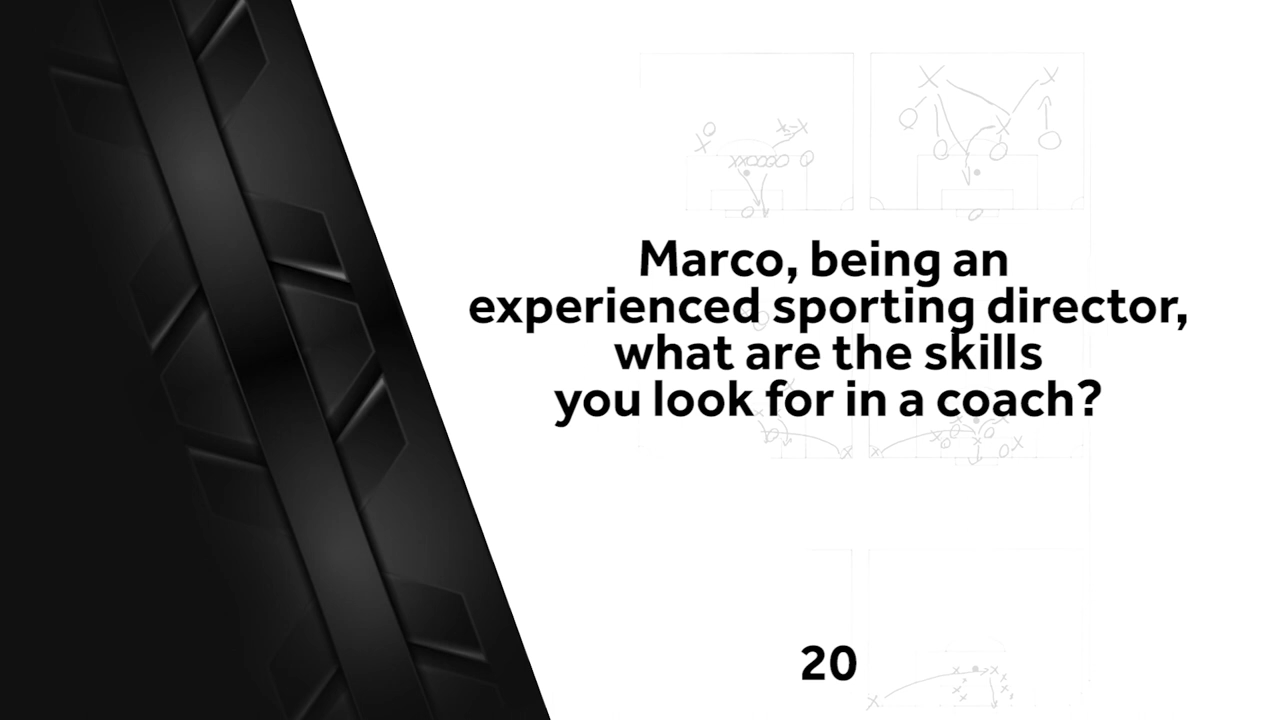 Marco, being an
experienced sporting director,
what are the skills
you look for in a coach?
20